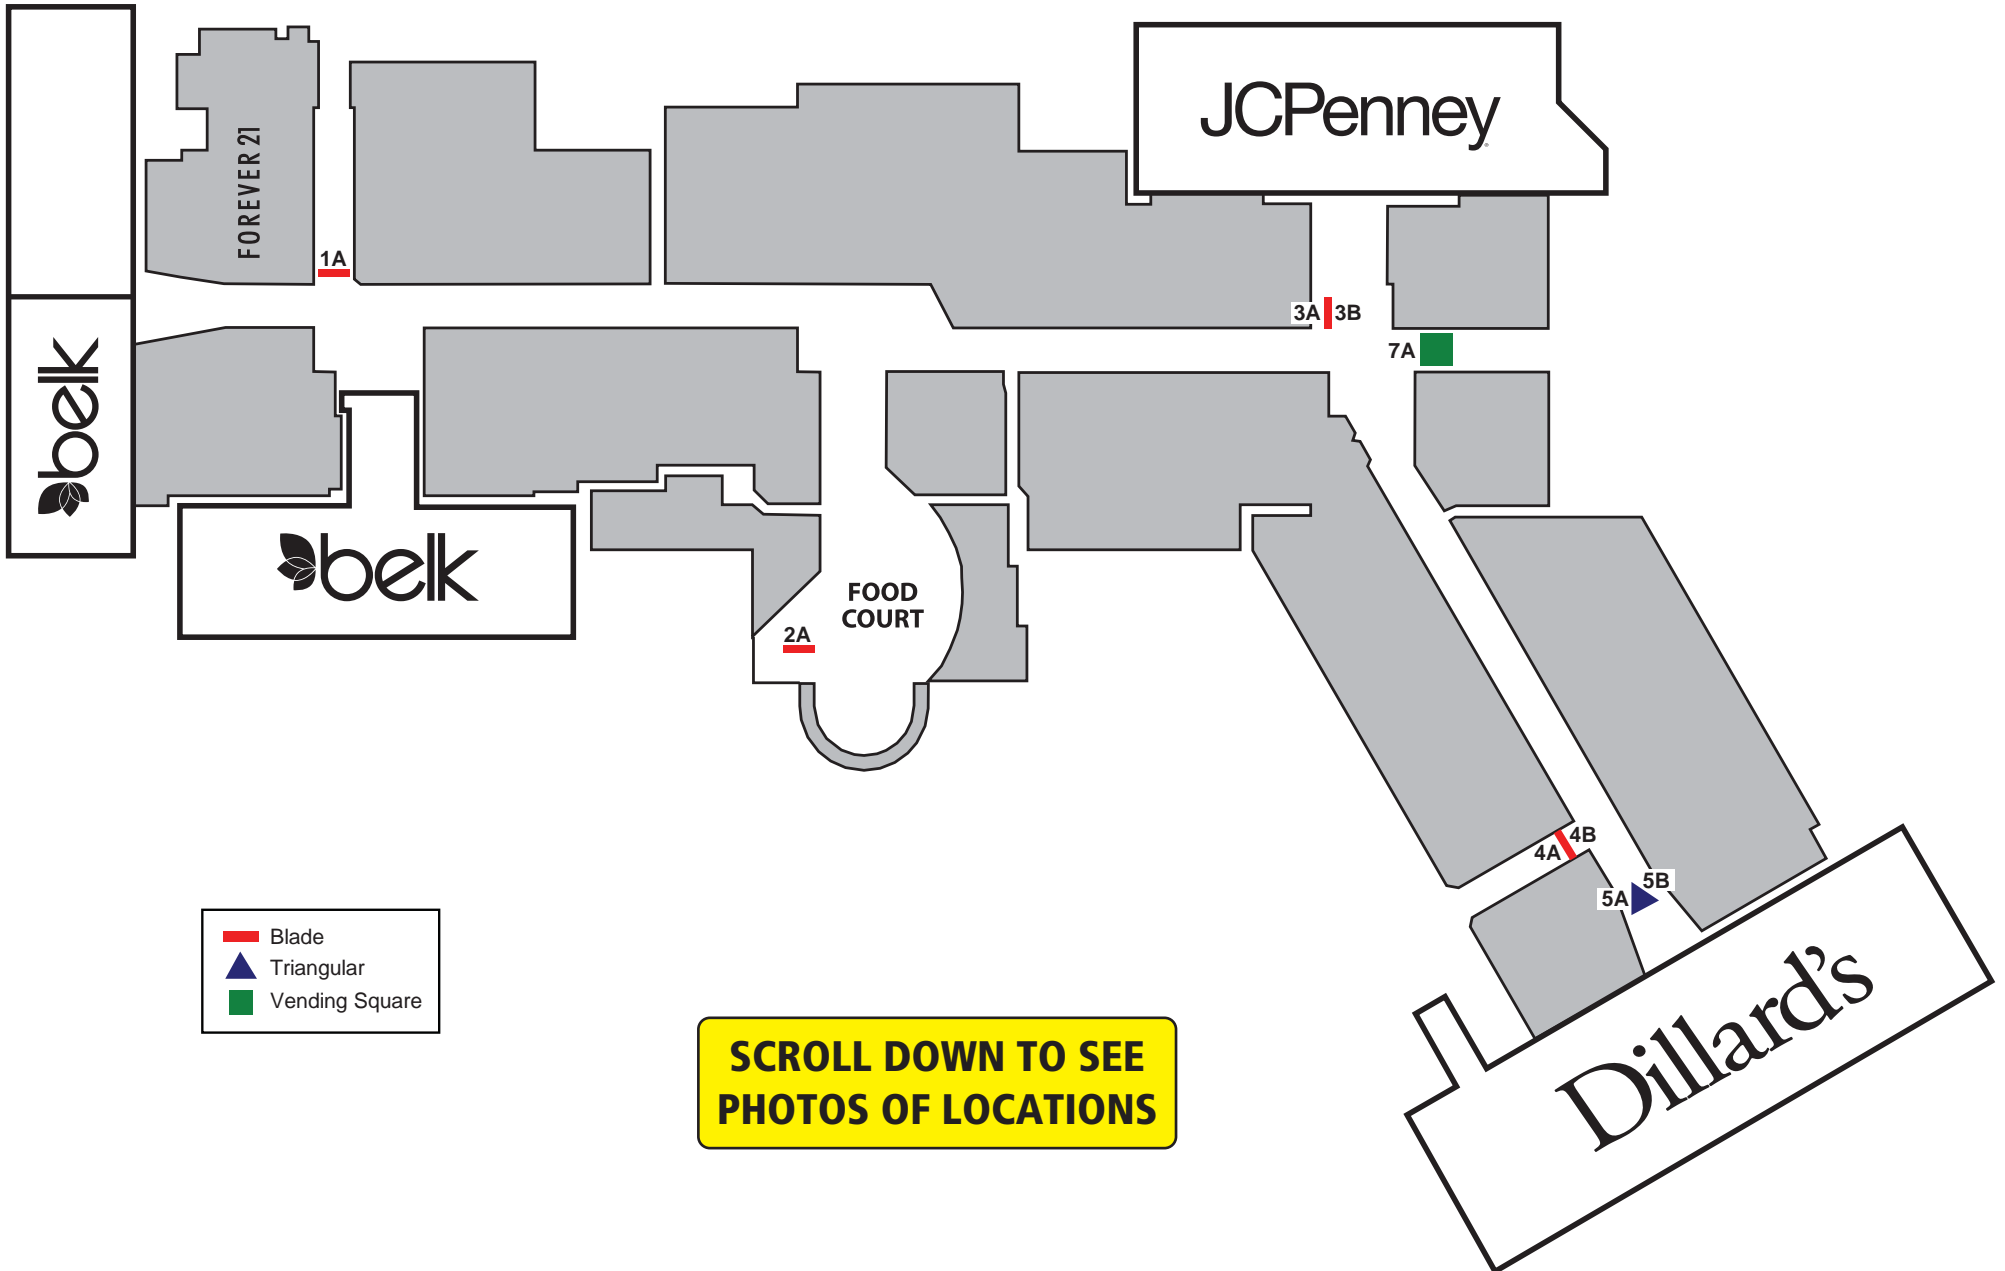 JCPenney
FOREVER 21
1A
3A 3B
7A
belk
belk
FOOD
COURT
2A
4B
4A
5B
5A
Blade
Triangular
Vending Square
SCROLL DOWN TO SEE
PHOTOS OF LOCATIONS
Dillard's